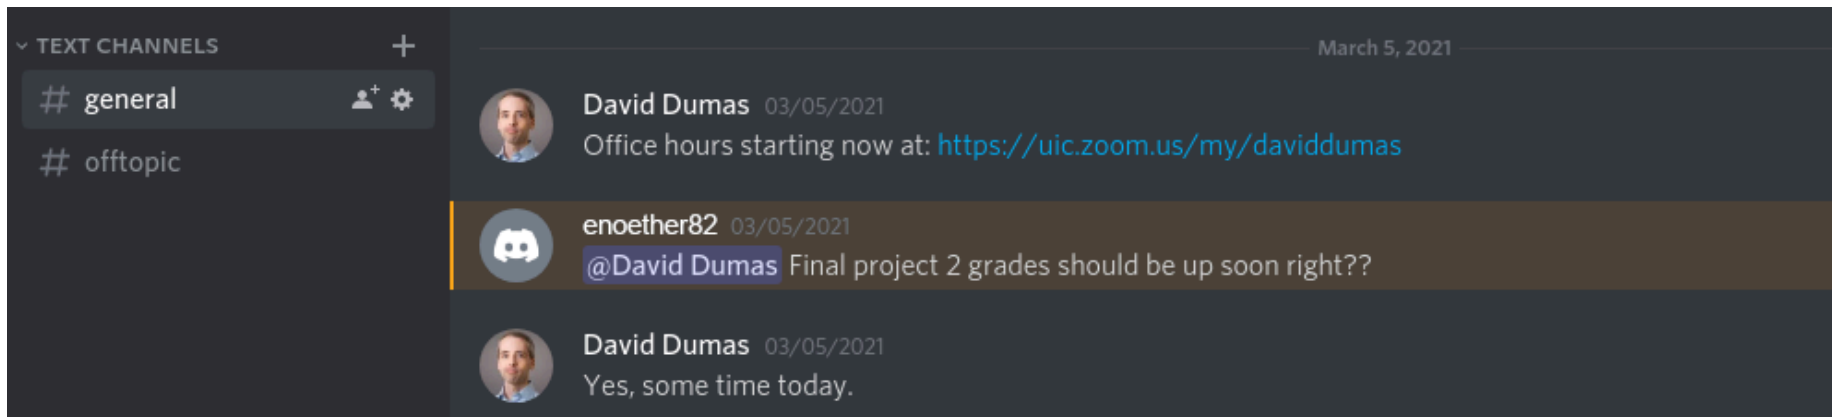 TEXT CHANNELS
general
offtopic
March 5, 2021
David Dumas 03/05/2021
Office hours starting now at: https://uic.zoom.us/my/daviddumas
enoether82 03/05/2021
@David Dumas Final project 2 grades should be up soon right??
David Dumas 03/05/2021
Yes, some time today.